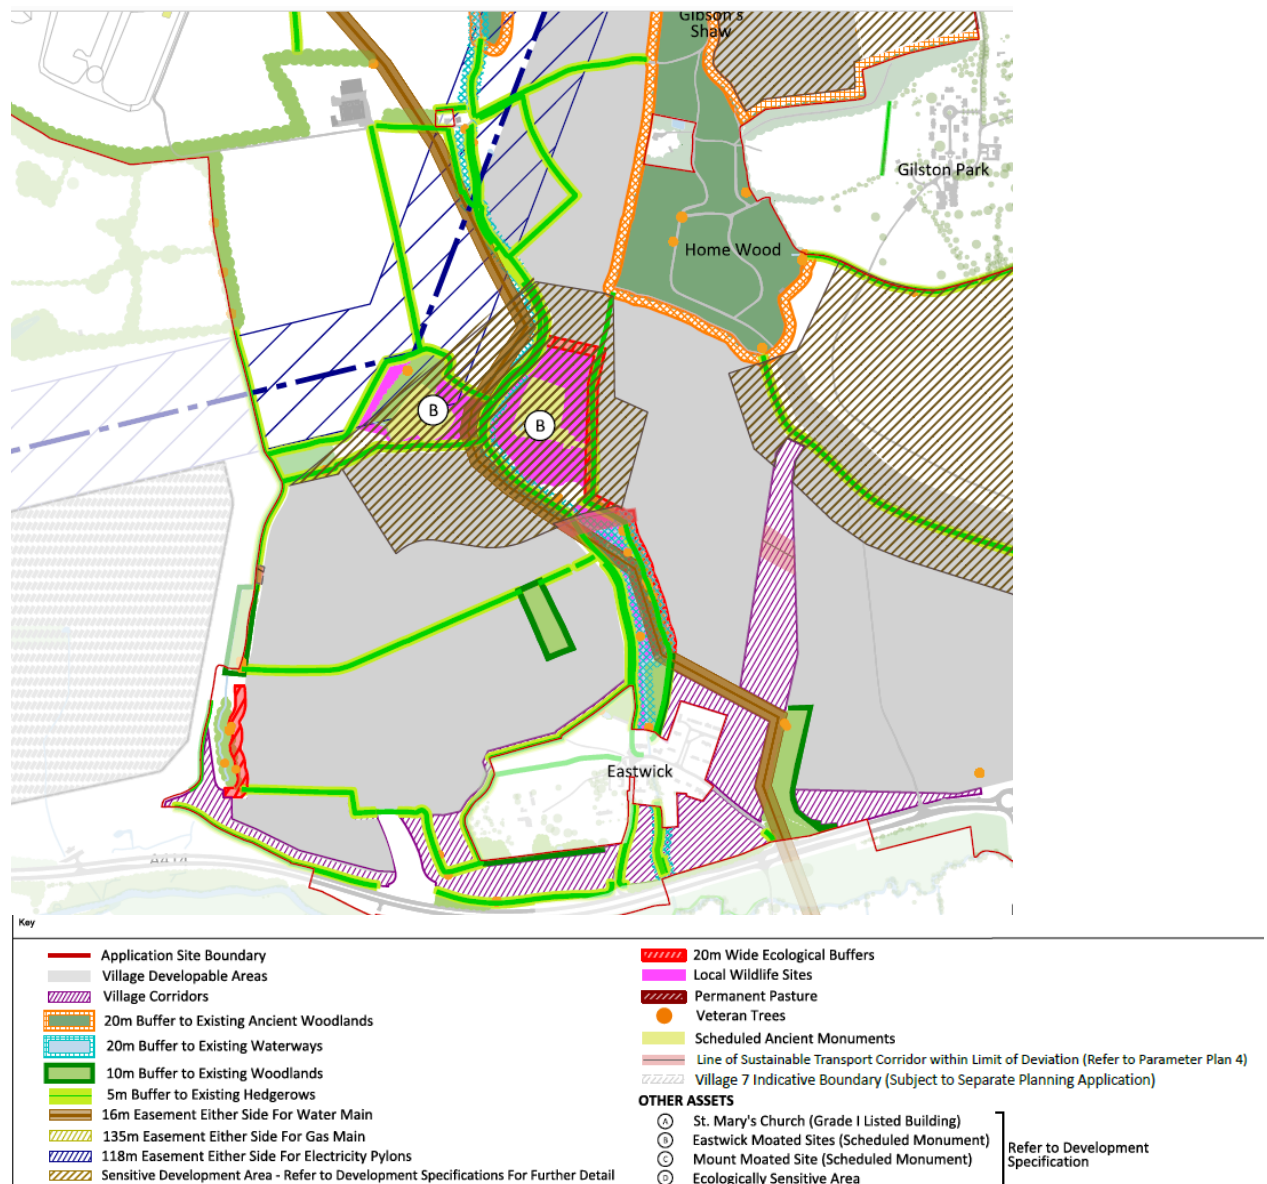 Gibson's
Shaw
Gilston Park
Home Wood
B
B
Eastwick
A414
Key
Application Site Boundary
Village Developable Areas
Village Corridors
20m Buffer to Existing Ancient Woodlands
20m Buffer to Existing Waterways
10m Buffer to Existing Woodlands
5m Buffer to Existing Hedgerows
16m Easement Either Side For Water Main
135m Easement Either Side For Gas Main
118m Easement Either Side For Electricity Pylons
Sensitive Development Area - Refer to Development Specifications For Further Detail
20m Wide Ecological Buffers
Local Wildlife Sites
Permanent Pasture
Veteran Trees
Scheduled Ancient Monuments
Line of Sustainable Transport Corridor within Limit of Deviation (Refer to Parameter Plan 4)
Village 7 Indicative Boundary (Subject to Separate Planning Application)
OTHER ASSETS
A St. Mary's Church (Grade I Listed Building)
B Eastwick Moated Sites (Scheduled Monument)
C Mount Moated Site (Scheduled Monument)
D Ecologically Sensitive Area
Refer to Development
Specification